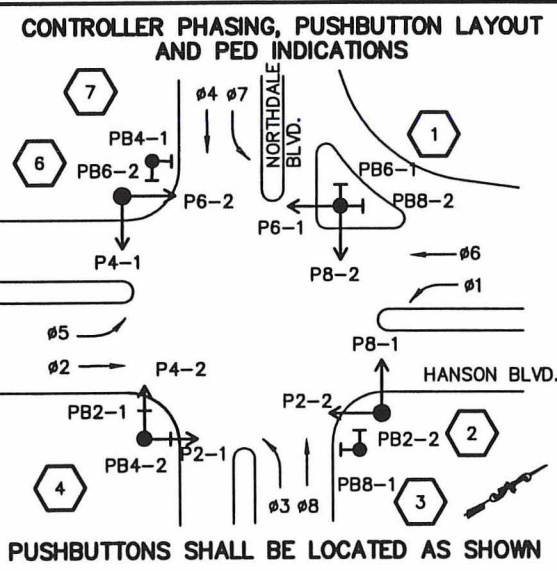 CONTROLLER PHASING, PUSHBUTTON LAYOUT
AND PED INDICATIONS
7
ø4 ø7
NORTHDALE
BLVD.
1
PB4-1
6
PB6-2
PB6-1
P6-2
PB8-2
P6-1
P4-1
P8-2
ø6
ø1
ø5
P8-1
ø2
P4-2
HANSON BLVD.
P2-2
PB2-1
PB2-2
2
PB4-2
P2-1
4
PB8-1
3
ø3 ø8
PUSHBUTTONS SHALL BE LOCATED AS SHOWN